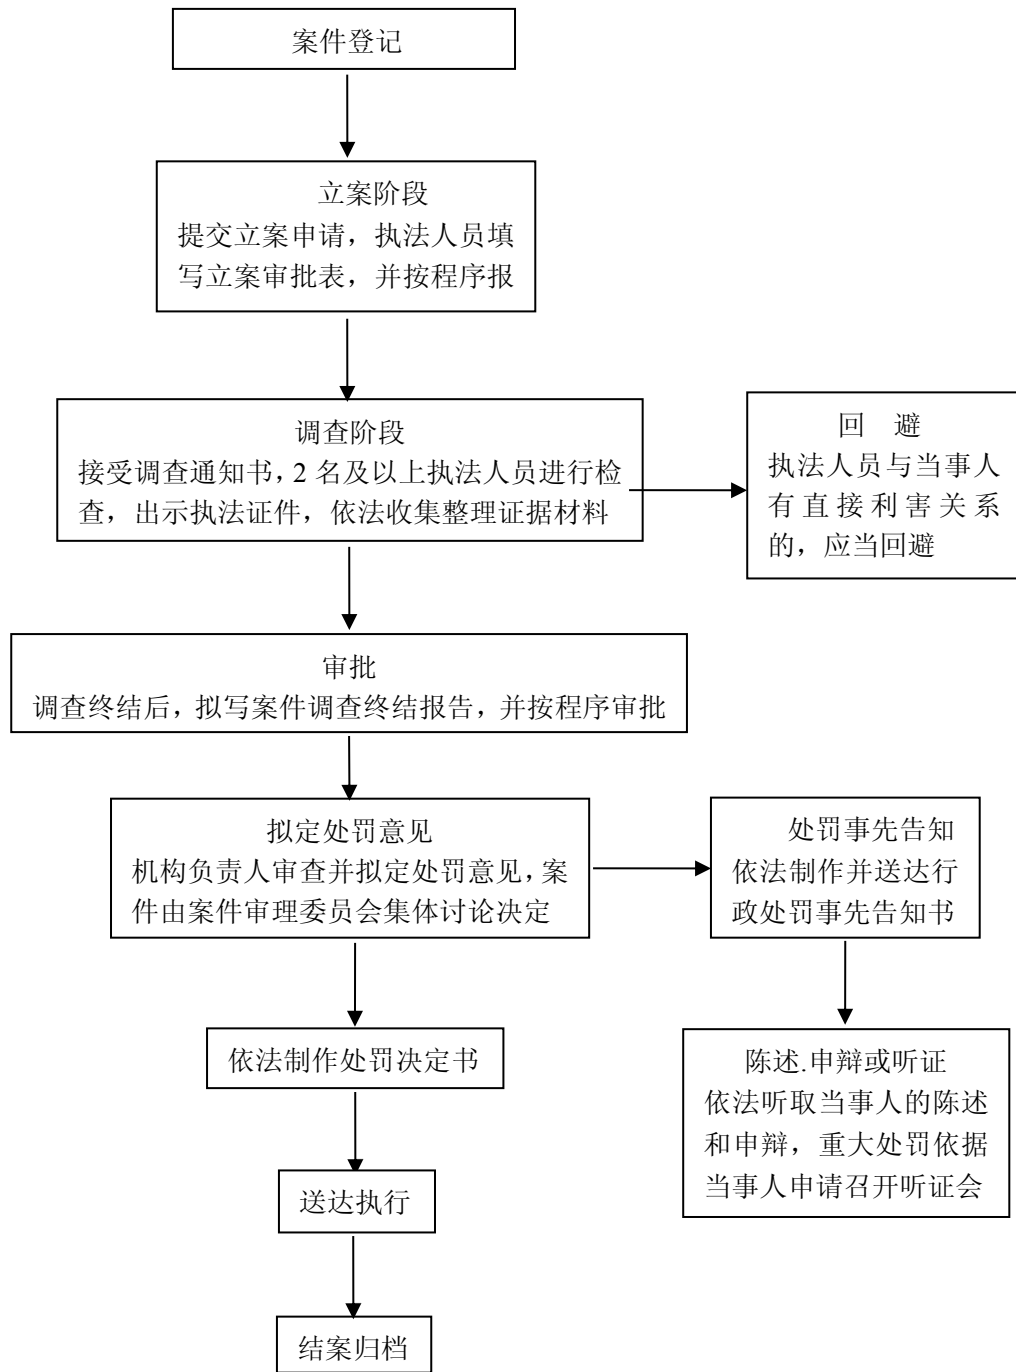 案件登记
立案阶段
提交立案申请，执法人员填
写立案审批表，并按程序报
调查阶段
接受调查通知书，2 名及以上执法人员进行检
查，出示执法证件，依法收集整理证据材料
回 避
执法人员与当事人
有直接利害关系
的，应当回避
审批
调查终结后，拟写案件调查终结报告，并按程序审批
拟定处罚意见
机构负责人审查并拟定处罚意见，案
件由案件审理委员会集体讨论决定
处罚事先告知
依法制作并送达行
政处罚事先告知书
依法制作处罚决定书
陈述.申辩或听证
依法听取当事人的陈述
和申辩，重大处罚依据
当事人申请召开听证会
送达执行
结案归档